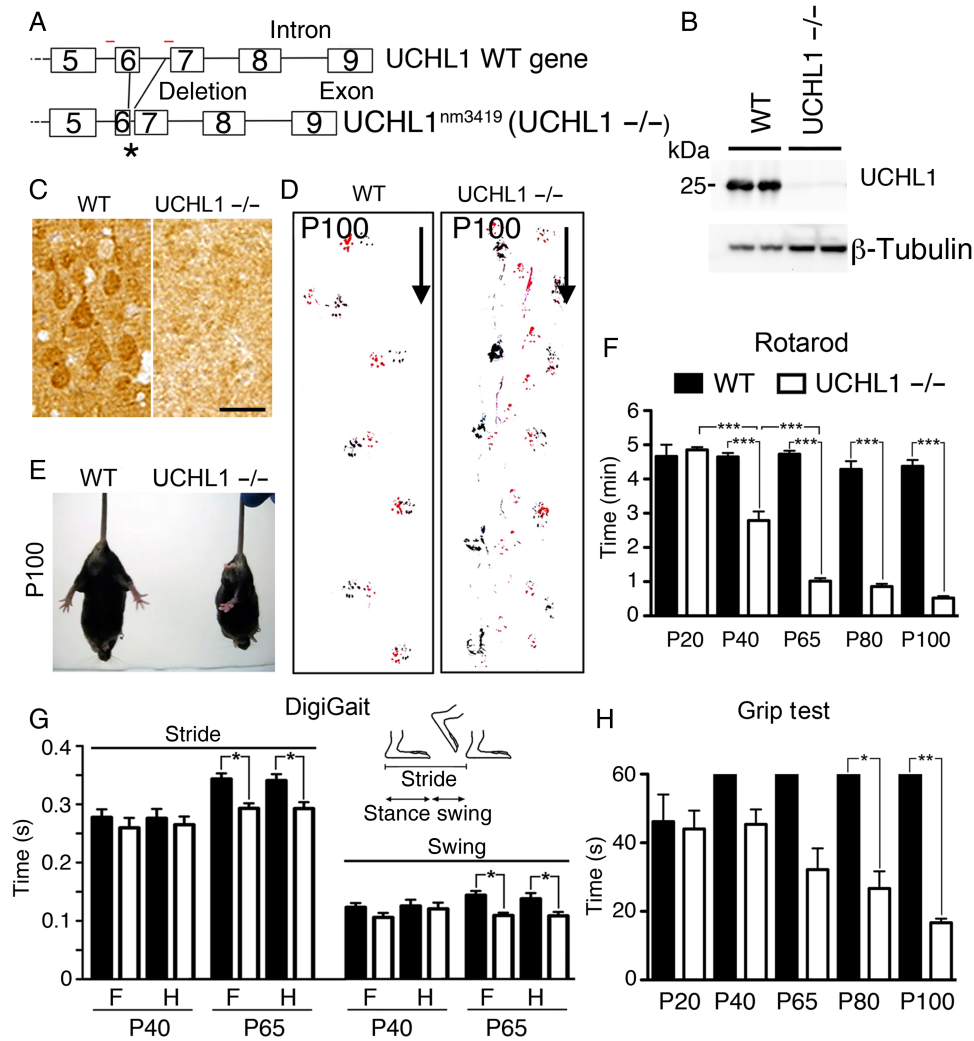 A
Intron
5 6 7 8 9 UCHL1 WT gene
Deletion Exon
5 6 7 8 9 UCHL1nm3419 (UCHL1 −/−)
*
B
WT UCHL1 −/−
kDa
25- UCHL1
β-Tubulin
C
WT UCHL1 −/−
D
WT UCHL1 −/−
P100 P100
E
WT UCHL1 −/−
P100
F
Rotarod
WT UCHL1 −/−
*** ***
*** *** *** ***
Time (min)
6
5
4
3
2
1
0
P20 P40 P65 P80 P100
G
DigiGait
Stride
* *
Time (s)
0.4
0.3
0.2
0.1
0
F H F H
P40 P65
Stride
Stance swing
Swing
* *
F H F H
P40 P65
H
Grip test
* **
Time (s)
60
40
20
0
P20 P40 P65 P80 P100